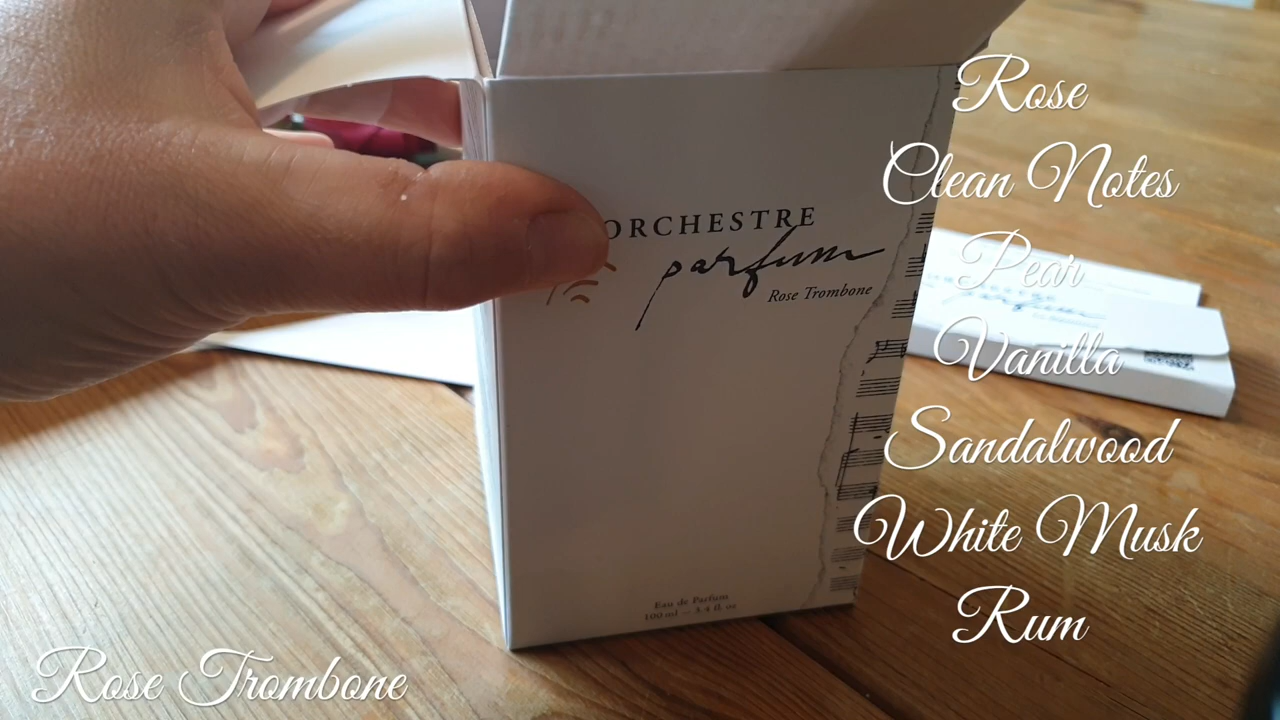 ORCHESTRE
parfum
Rose Trombone
Eau de Parfum
100 ml – 3.4 fl. oz
Rose
Clean Notes
Pear
Vanilla
Sandalwood
White Musk
Rum
Rose Trombone